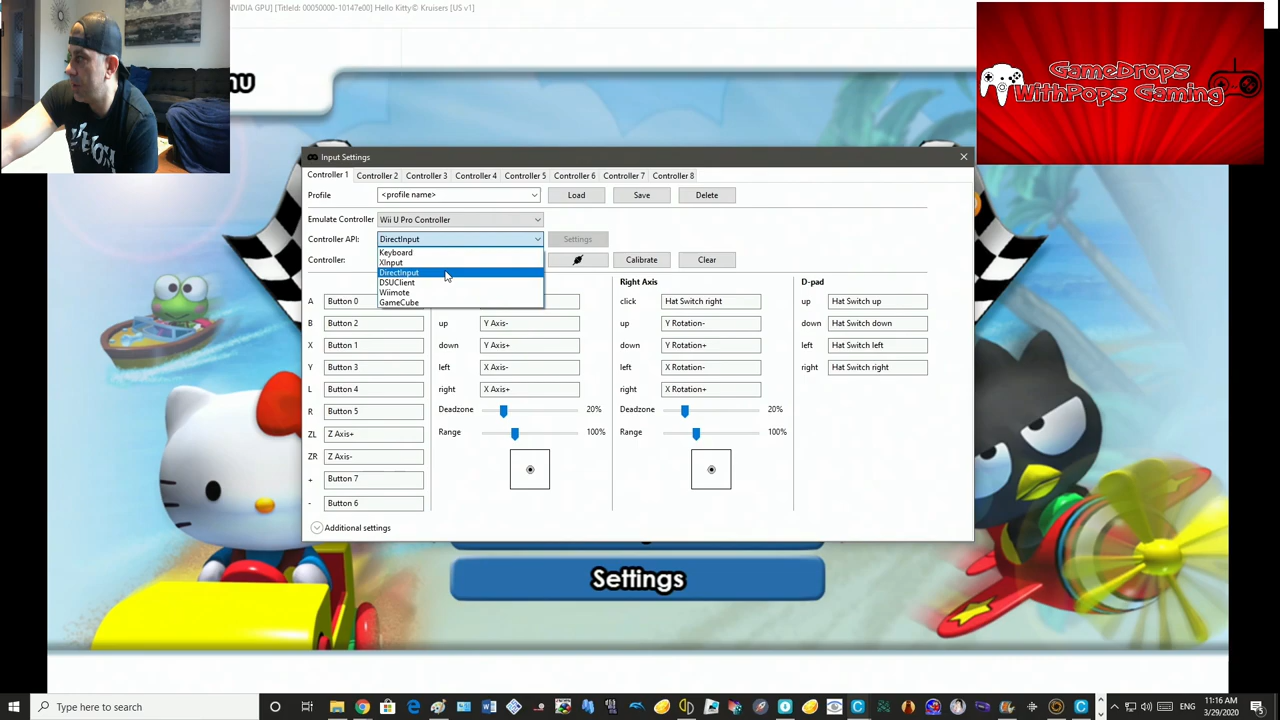 NVIDIA GPU] [TitleId: 00050000-10147e00] Hello Kitty© Kruisers [US v1]
GameDrops
WithPops Gaming
nu
Input Settings
Controller 1 Controller 2 Controller 3 Controller 4 Controller 5 Controller 6 Controller 7 Controller 8
Profile <profile name> Load Save Delete
Emulate Controller Wii U Pro Controller
Controller API: DirectInput Settings
Controller: Calibrate Clear
Keyboard
XInput
DirectInput
DSUClient
Wiimote
GameCube
A Button 0
B Button 2
X Button 1
Y Button 3
L Button 4
R Button 5
ZL Z Axis+
ZR Z Axis-
+ Button 7
- Button 6
up Y Axis-
down Y Axis+
left X Axis-
right X Axis+
Deadzone 20%
Range 100%
Right Axis
click Hat Switch right
up Y Rotation-
down Y Rotation+
left X Rotation-
right X Rotation+
Deadzone 20%
Range 100%
D-pad
up Hat Switch up
down Hat Switch down
left Hat Switch left
right Hat Switch right
Additional settings
Settings
Type here to search
ENG
11:16 AM
3/29/2020
5